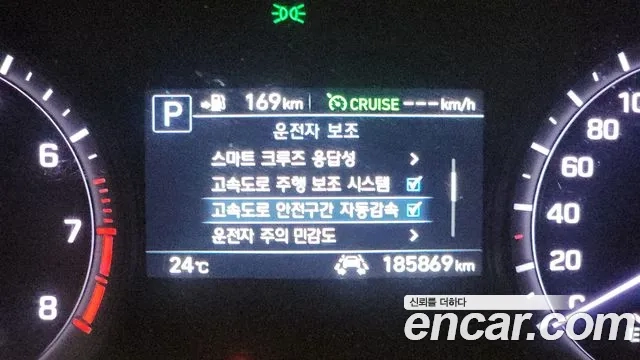 169km CRUISE ---km/h
P
운전자 보조
스마트 크루즈 응답성 >
고속도로 주행 보조 시스템
고속도로 안전구간 자동감속
운전자 주의 민감도 >
24℃ 185869 km
6
7
8
100
80
60
40
20
0
신뢰를 더하다
encar.com